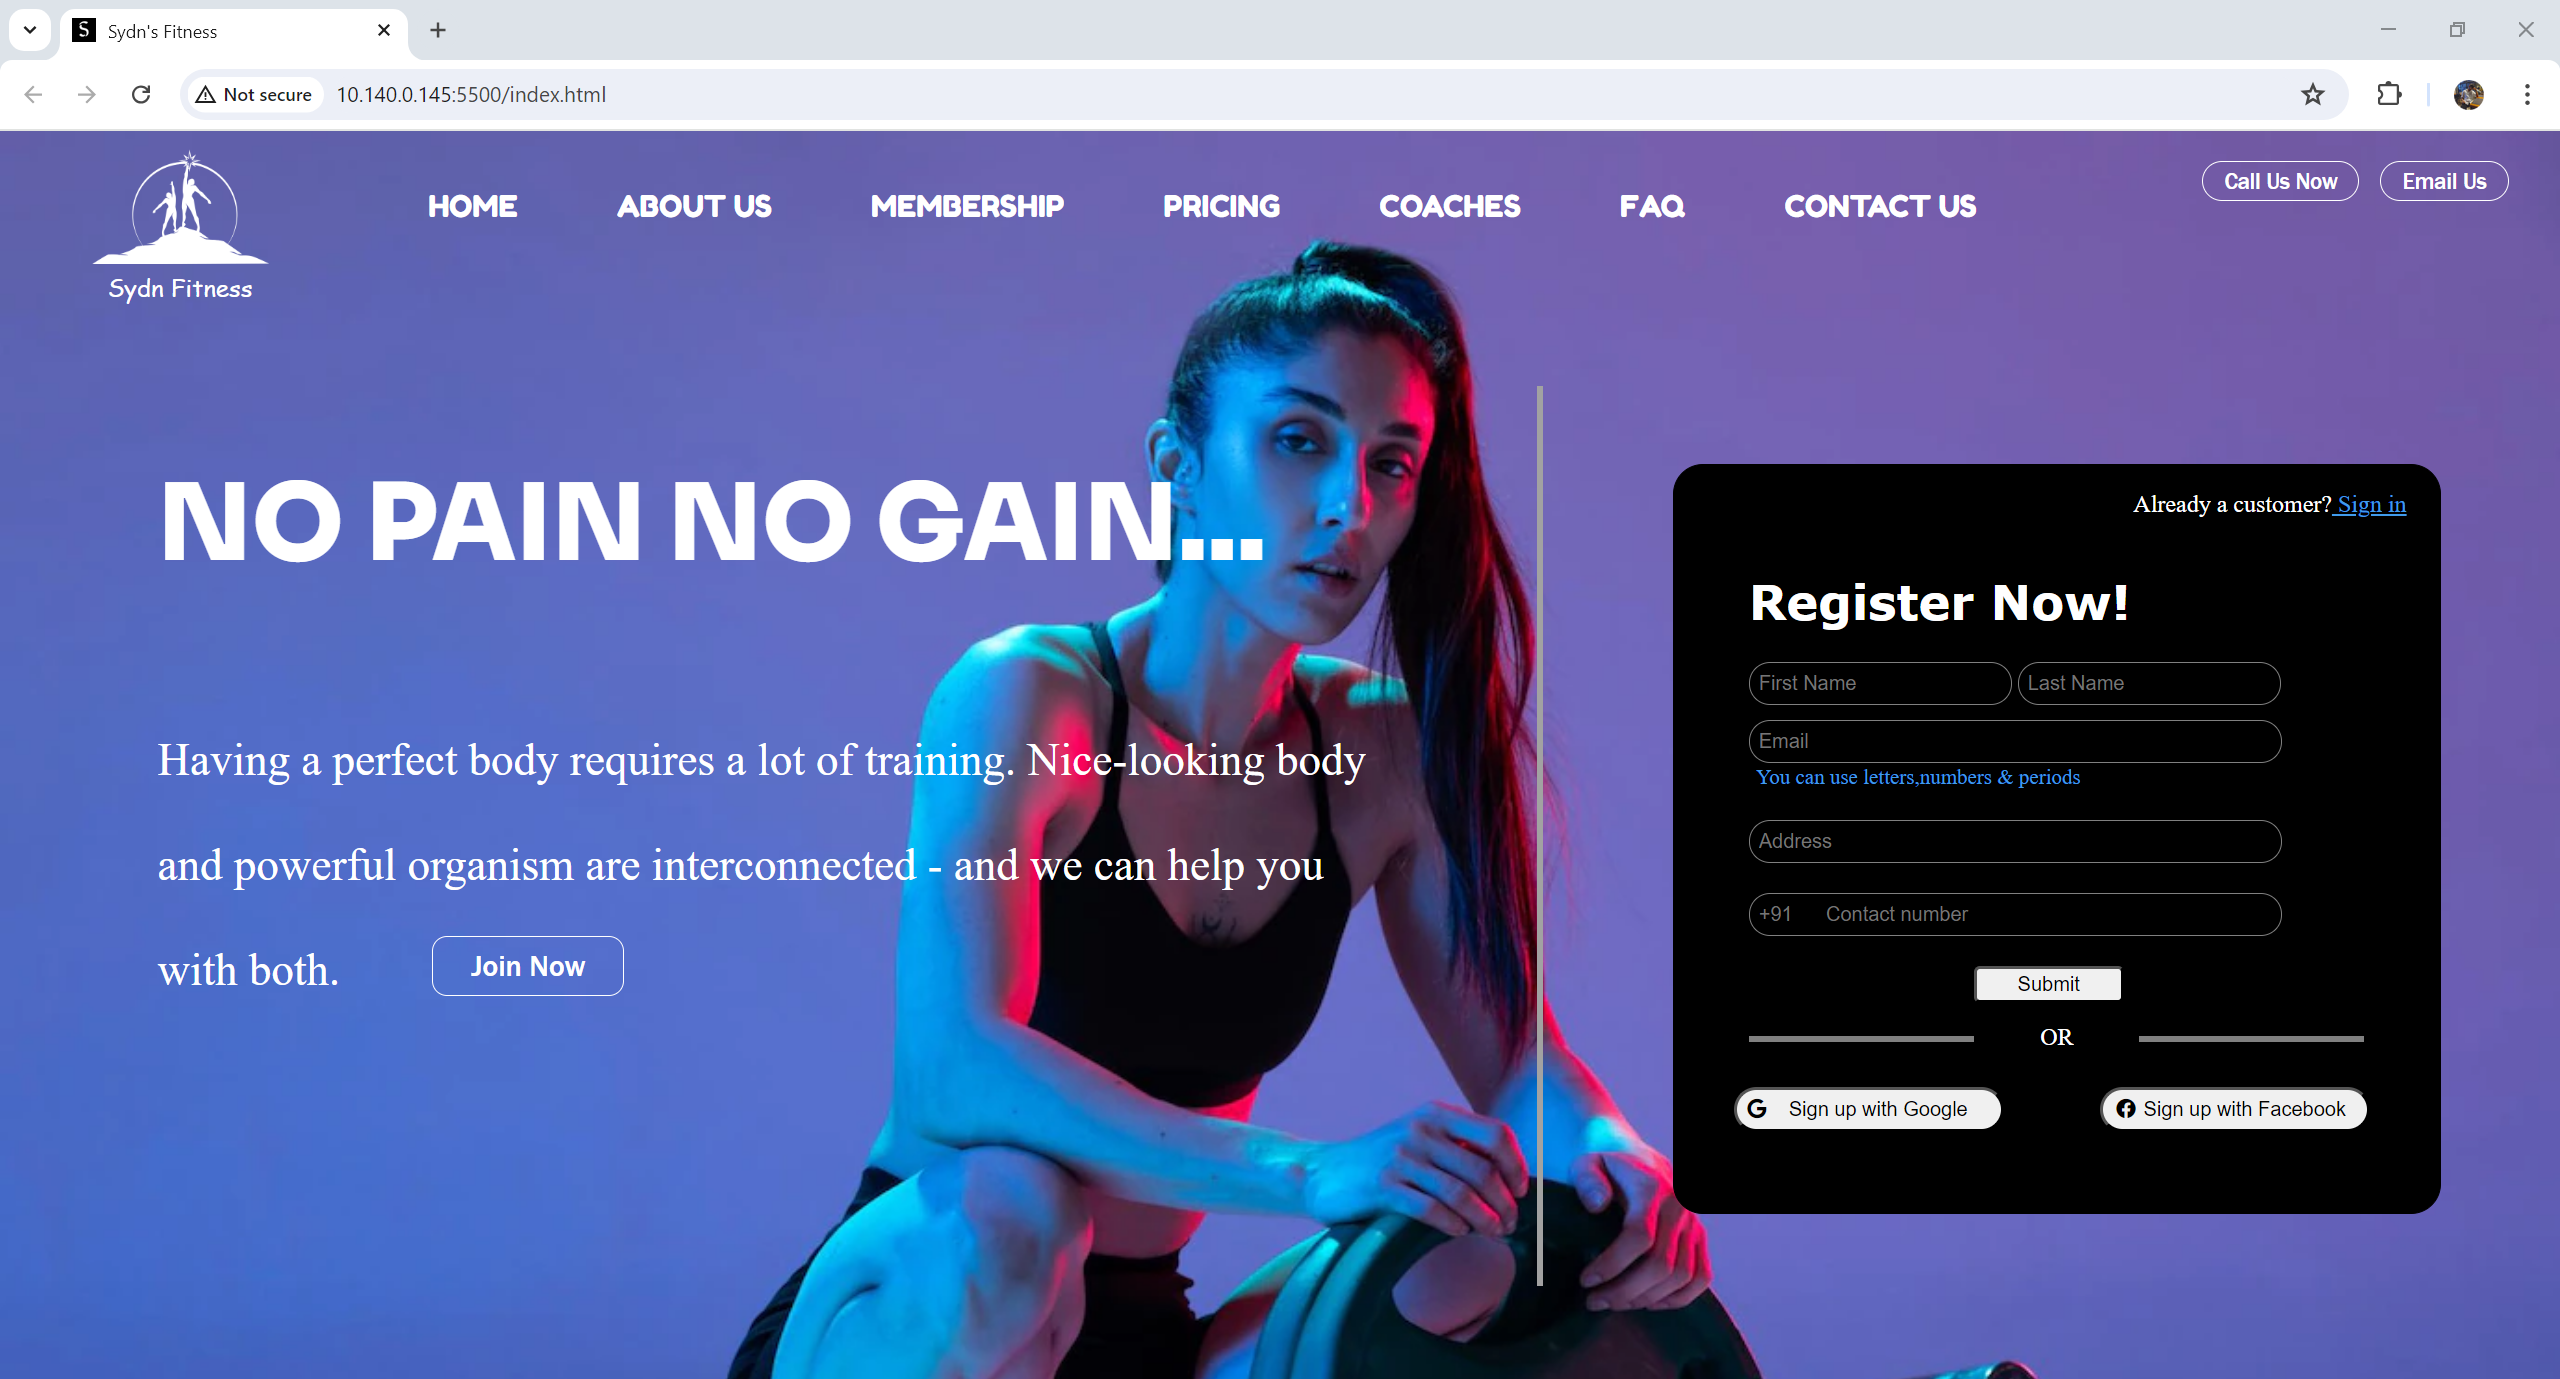 S Sydn's Fitness
Not secure 10.140.0.145:5500/index.html
Sydn Fitness
HOME ABOUT US MEMBERSHIP PRICING COACHES FAQ CONTACT US
Call Us Now Email Us
NO PAIN NO GAIN...
Having a perfect body requires a lot of training. Nice-looking body
and powerful organism are interconnected - and we can help you
with both.
Join Now
Already a customer? Sign in
Register Now!
First Name Last Name
Email
You can use letters,numbers & periods
Address
+91 Contact number
Submit
OR
G Sign up with Google
Sign up with Facebook